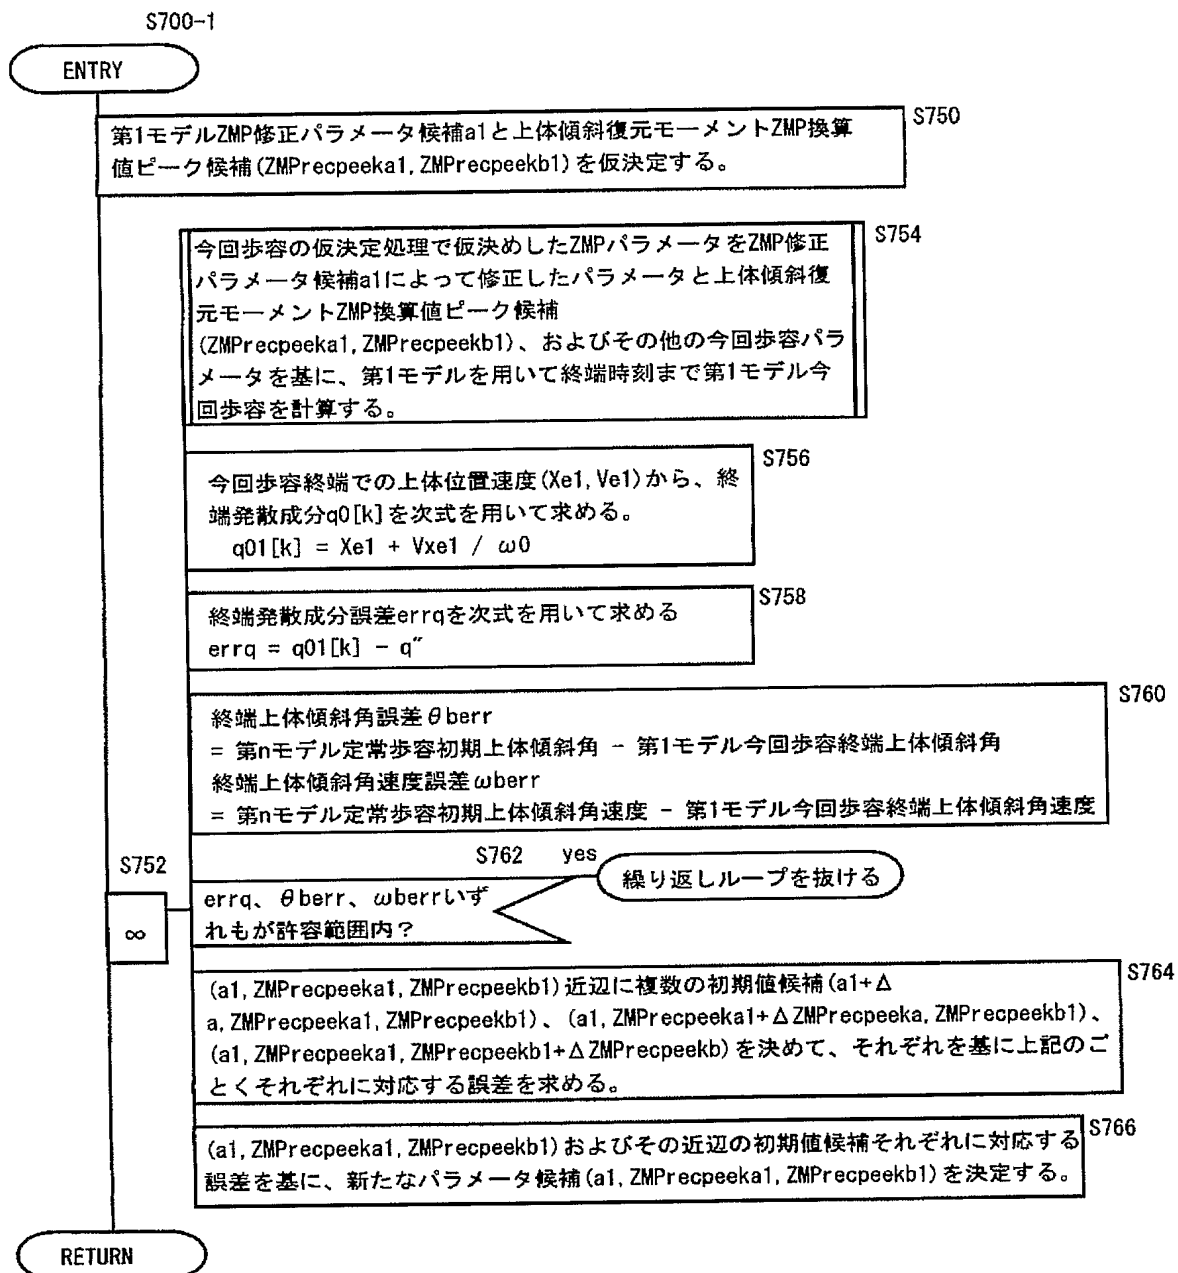 S700-1
ENTRY
S750
第1モデルZMP修正パラメータ候補a1と上体傾斜復元モーメントZMP換算
値ピーク候補(ZMPrecpeeka1, ZMPrecpeekb1)を仮決定する。
S754
今回歩容の仮決定処理で仮決めしたZMPパラメータをZMP修正
パラメータ候補a1によって修正したパラメータと上体傾斜復
元モーメントZMP換算値ピーク候補
(ZMPrecpeeka1, ZMPrecpeekb1)、およびその他の今回歩容パラ
メータを基に、第1モデルを用いて終端時刻まで第1モデル今
回歩容を計算する。
S756
今回歩容終端での上体位置速度(Xe1, Ve1)から、終
端発散成分q0[k]を次式を用いて求める。
q01[k] = Xe1 + Vxe1 / ω0
S758
終端発散成分誤差errqを次式を用いて求める
errq = q01[k] - q″
S760
終端上体傾斜角誤差θberr
= 第nモデル定常歩容初期上体傾斜角 - 第1モデル今回歩容終端上体傾斜角
終端上体傾斜角速度誤差ωberr
= 第nモデル定常歩容初期上体傾斜角速度 - 第1モデル今回歩容終端上体傾斜角速度
S752
∞
S762 yes
errq、θberr、ωberrいず
れもが許容範囲内?
繰り返しループを抜ける
S764
(a1, ZMPrecpeeka1, ZMPrecpeekb1)近辺に複数の初期値候補(a1+Δ
a, ZMPrecpeeka1, ZMPrecpeekb1)、(a1, ZMPrecpeeka1+ΔZMPrecpeeka, ZMPrecpeekb1)、
(a1, ZMPrecpeeka1, ZMPrecpeekb1+ΔZMPrecpeekb)を決めて、それぞれを基に上記のご
とくそれぞれに対応する誤差を求める。
S766
(a1, ZMPrecpeeka1, ZMPrecpeekb1)およびその近辺の初期値候補それぞれに対応する
誤差を基に、新たなパラメータ候補(a1, ZMPrecpeeka1, ZMPrecpeekb1)を決定する。
RETURN